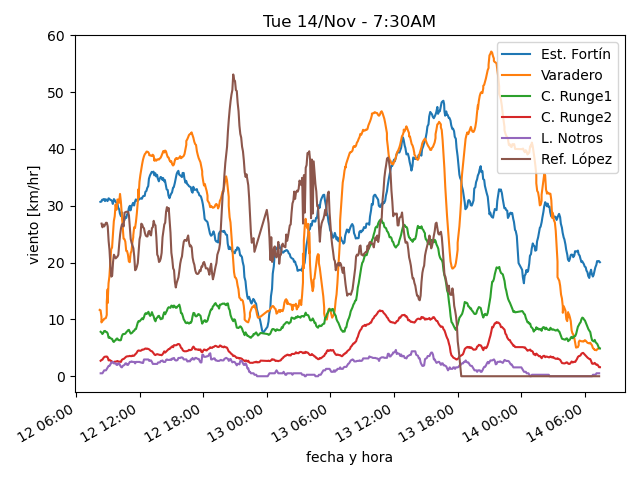 Tue 14/Nov - 7:30AM
60
50
40
30
20
10
0
viento [km/hr]
Est. Fortín
Varadero
C. Runge1
C. Runge2
L. Notros
Ref. López
12 06:00
12 12:00
12 18:00
13 00:00
13 06:00
13 12:00
13 18:00
14 00:00
14 06:00
fecha y hora